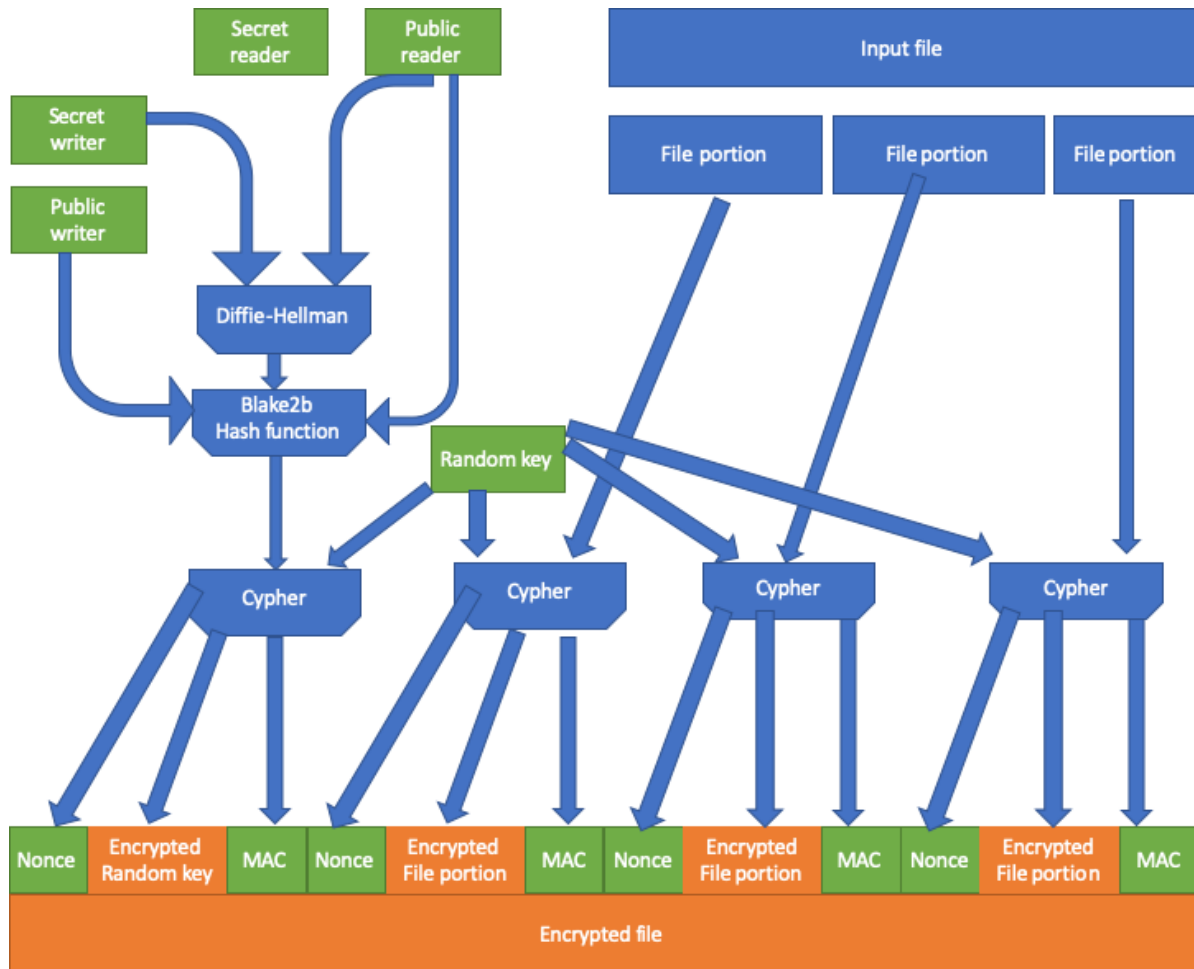 Secret
reader
Public
reader
Input file
Secret
writer
File portion
File portion
File portion
Public
writer
Diffie-Hellman
Blake2b
Hash function
Random key
Cypher
Cypher
Cypher
Cypher
Nonce
Encrypted
Random key
MAC
Nonce
Encrypted
File portion
MAC
Nonce
Encrypted
File portion
MAC
Nonce
Encrypted
File portion
MAC
Encrypted file